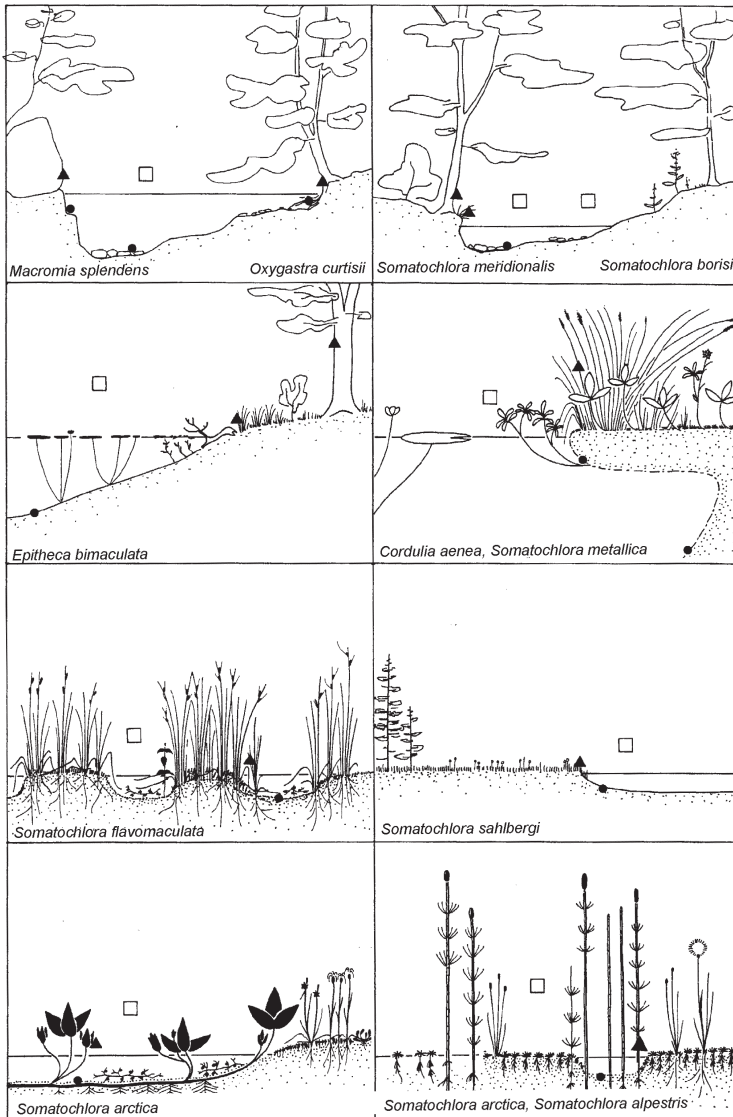 Macromia splendens Oxygastra curtisii
Somatochlora meridionalis Somatochlora borisi
Epitheca bimaculata
Cordulia aenea, Somatochlora metallica
Somatochlora flavomaculata
Somatochlora sahlbergi
Somatochlora arctica
Somatochlora arctica, Somatochlora alpestris